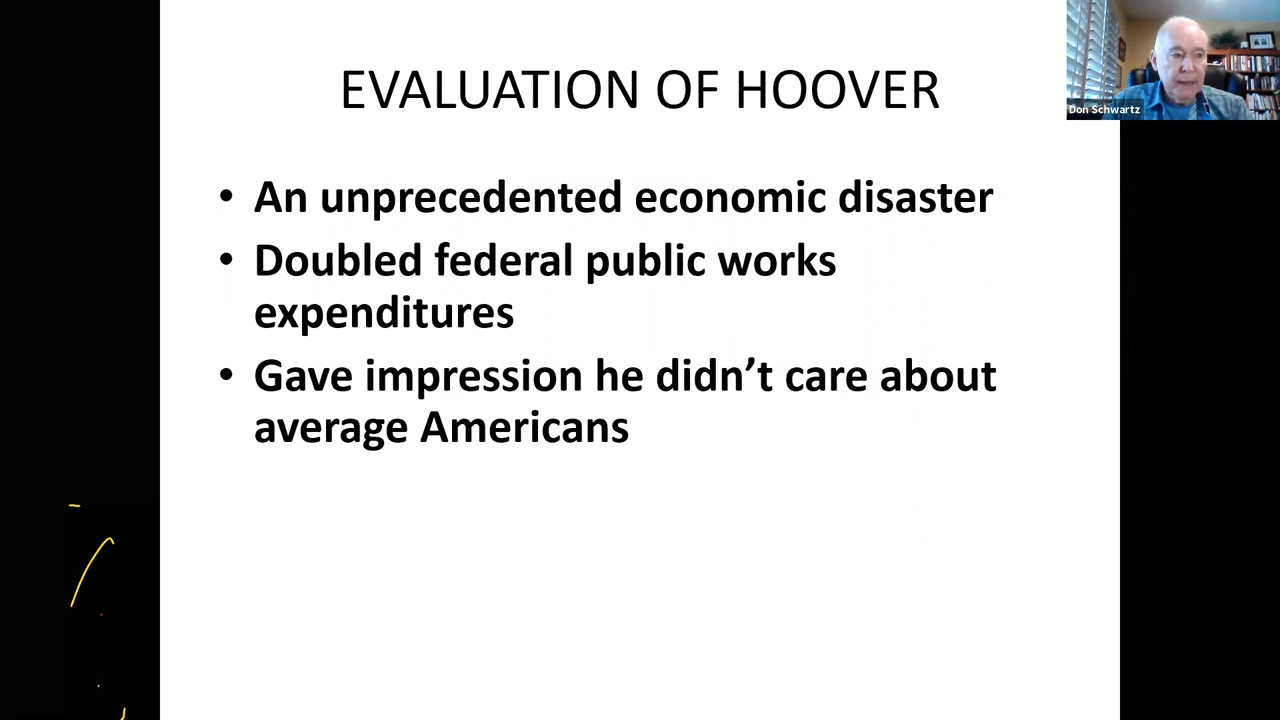 EVALUATION OF HOOVER
Don Schwartz
• An unprecedented economic disaster
• Doubled federal public works
expenditures
• Gave impression he didn’t care about
average Americans